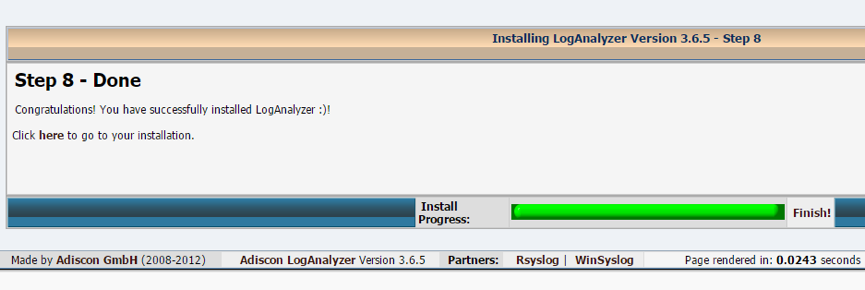 Installing LogAnalyzer Version 3.6.5 - Step 8
Step 8 - Done
Congratulations! You have successfully installed LogAnalyzer :)!
Click here to go to your installation.
Install
Progress:
Finish!
Made by Adiscon GmbH (2008-2012) Adiscon LogAnalyzer Version 3.6.5 Partners: Rsyslog | WinSyslog Page rendered in: 0.0243 seconds